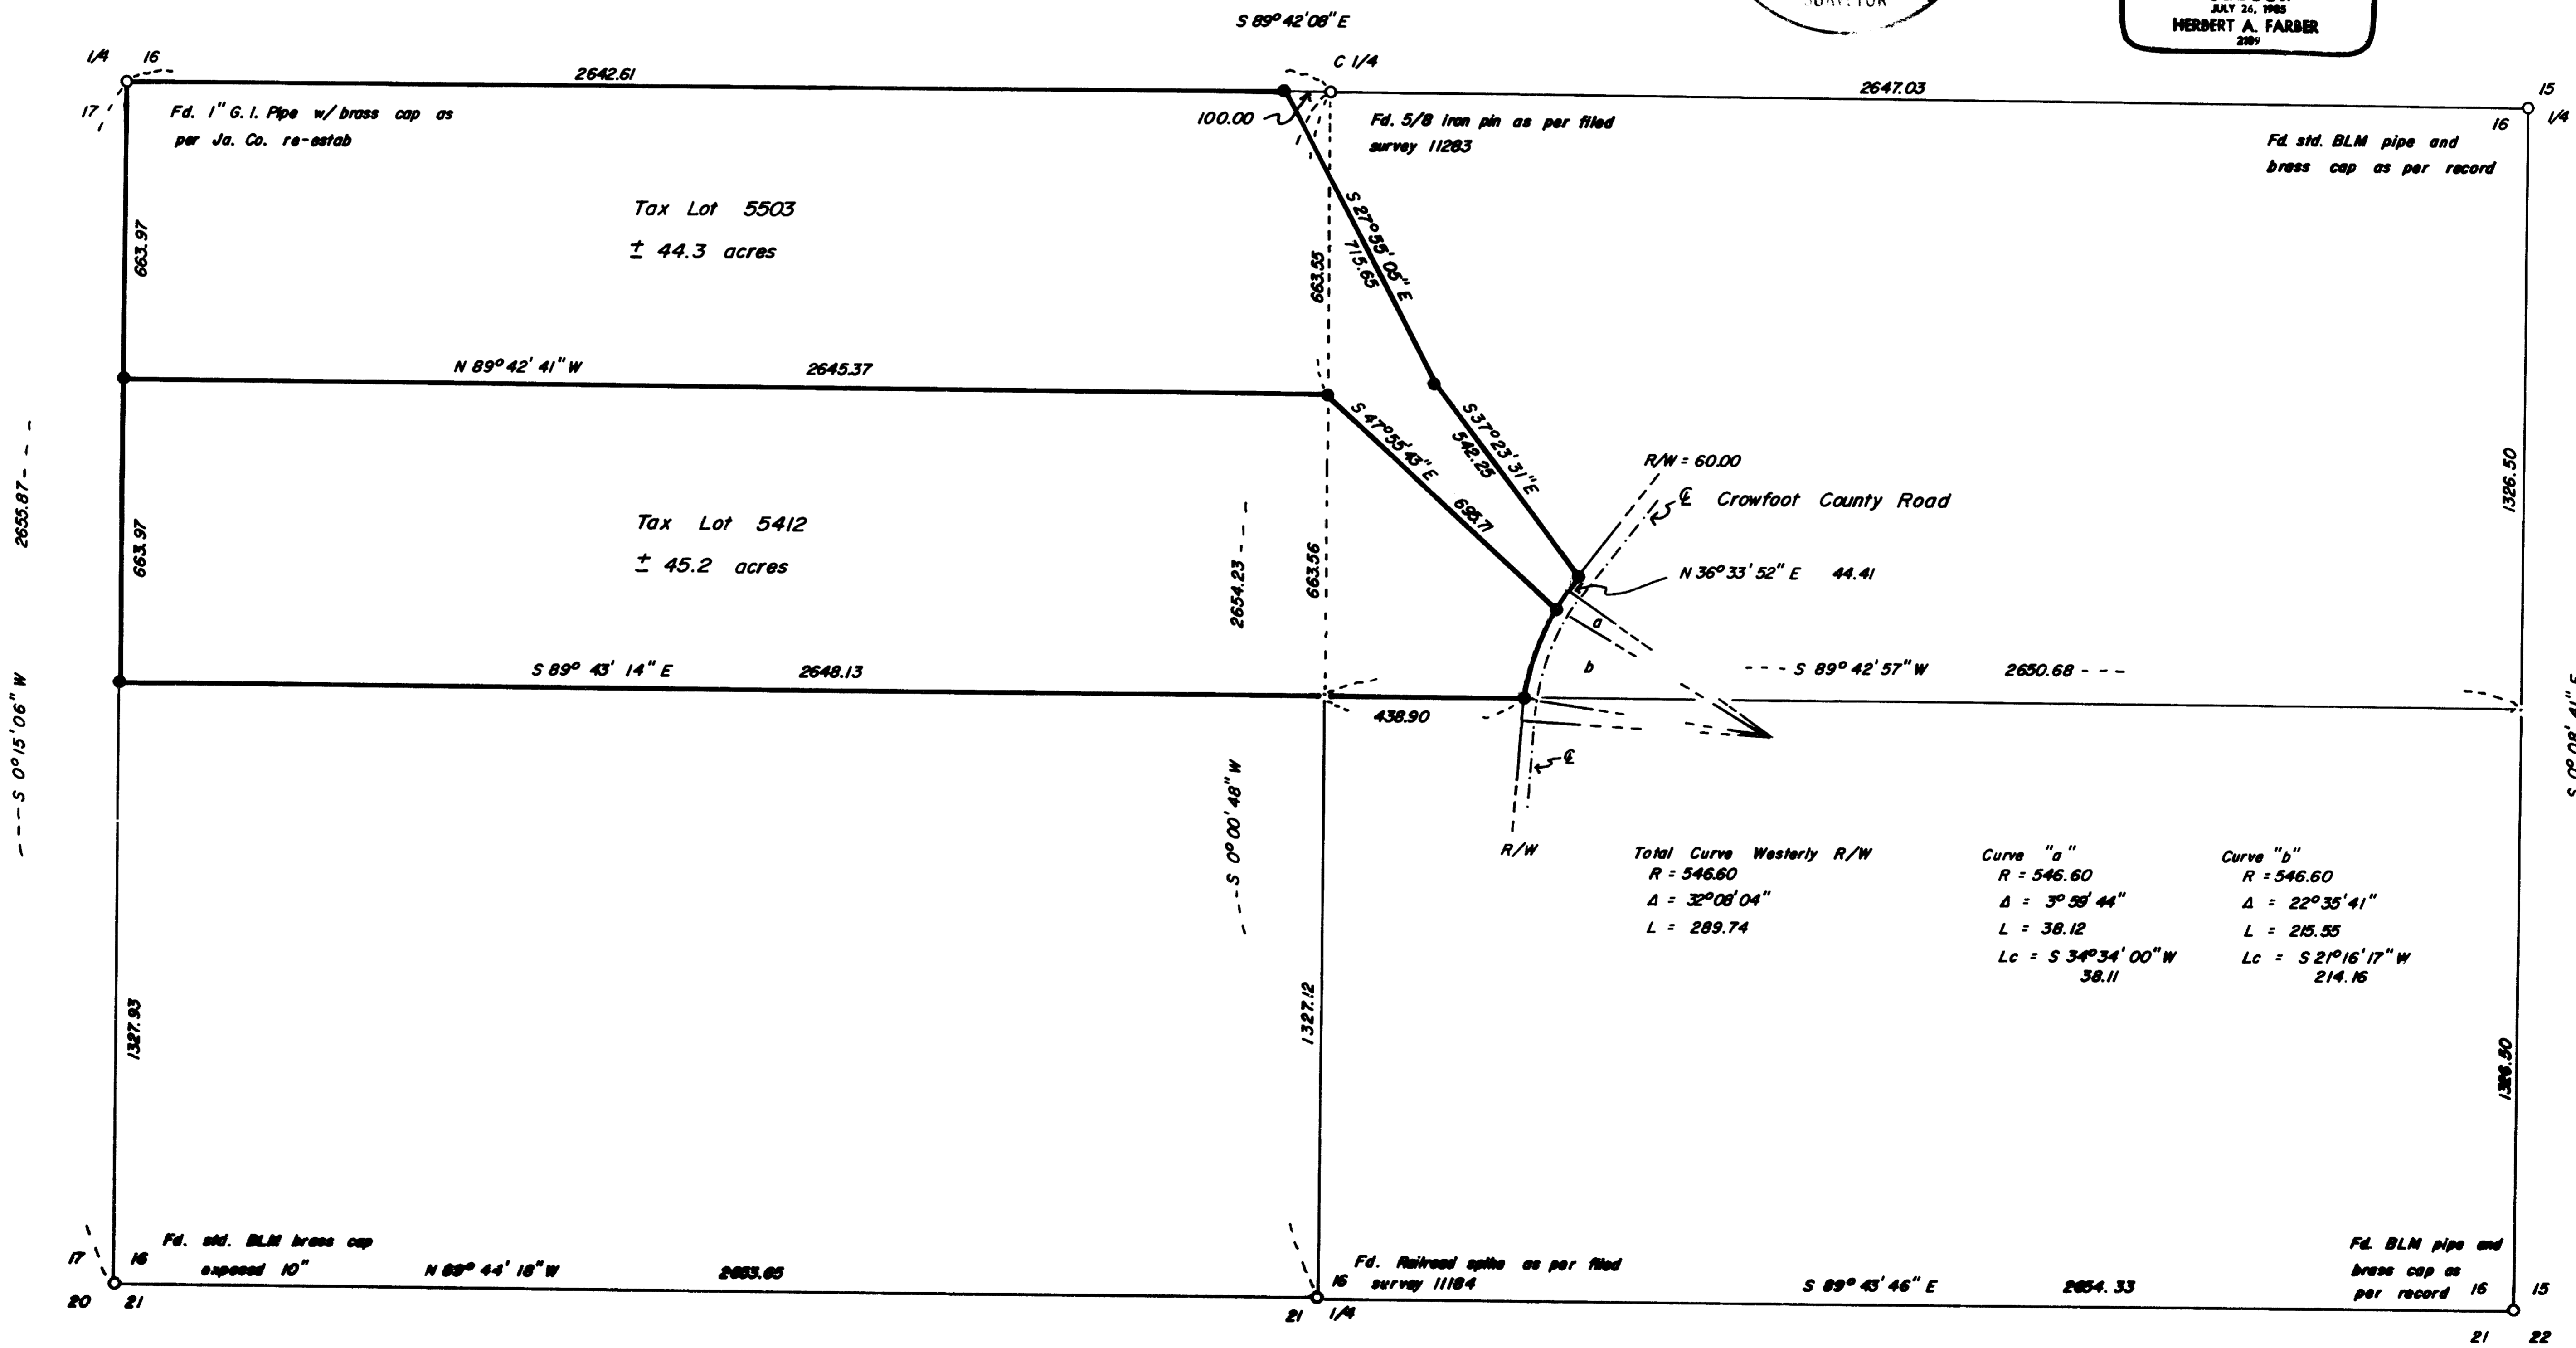 SURVEYOR
JULY 26, 1985
HERBERT A. FARBER
2189
S 89° 42' 08" E
1/4 16
17
2642.61
C 1/4
2647.03
15
16 1/4
Fd. 1" G.I. Pipe w/ brass cap as
per Ja. Co. re-estab
100.00
Fd. 5/8 iron pin as per filed
survey 11283
Fd. std. BLM pipe and
brass cap as per record
Tax Lot 5503
± 44.3 acres
663.97
663.55
S 27° 55' 05" E
715.65
N 89° 42' 41" W 2645.37
S 47° 55' 43" E 695.71
S 37° 23' 31" E
542.25
R/W = 60.00
℄ Crowfoot County Road
N 36° 33' 52" E 44.41
1326.50
2655.87
S 0° 15' 06" W
Tax Lot 5412
± 45.2 acres
663.97
2654.23
663.56
a
b
S 89° 43' 14" E 2648.13
438.90
S 89° 42' 57" W 2650.68
S 0° 08' 41" E
S 0° 00' 48" W
℄
R/W
Total Curve Westerly R/W
R = 546.60
Δ = 32° 08' 04"
L = 289.74
Curve "a"
R = 546.60
Δ = 3° 59' 44"
L = 38.12
Lc = S 34° 34' 00" W
38.11
Curve "b"
R = 546.60
Δ = 22° 35' 41"
L = 215.55
Lc = S 21° 16' 17" W
214.16
1327.93
1327.12
1326.50
17 16
Fd. std. BLM brass cap
exposed 10"
N 89° 44' 18" W 2653.65
20 21
Fd. Railroad spike as per filed
survey 11184
16
21 1/4
S 89° 43' 46" E 2654.33
Fd. BLM pipe and
brass cap as
per record
16 15
21 22